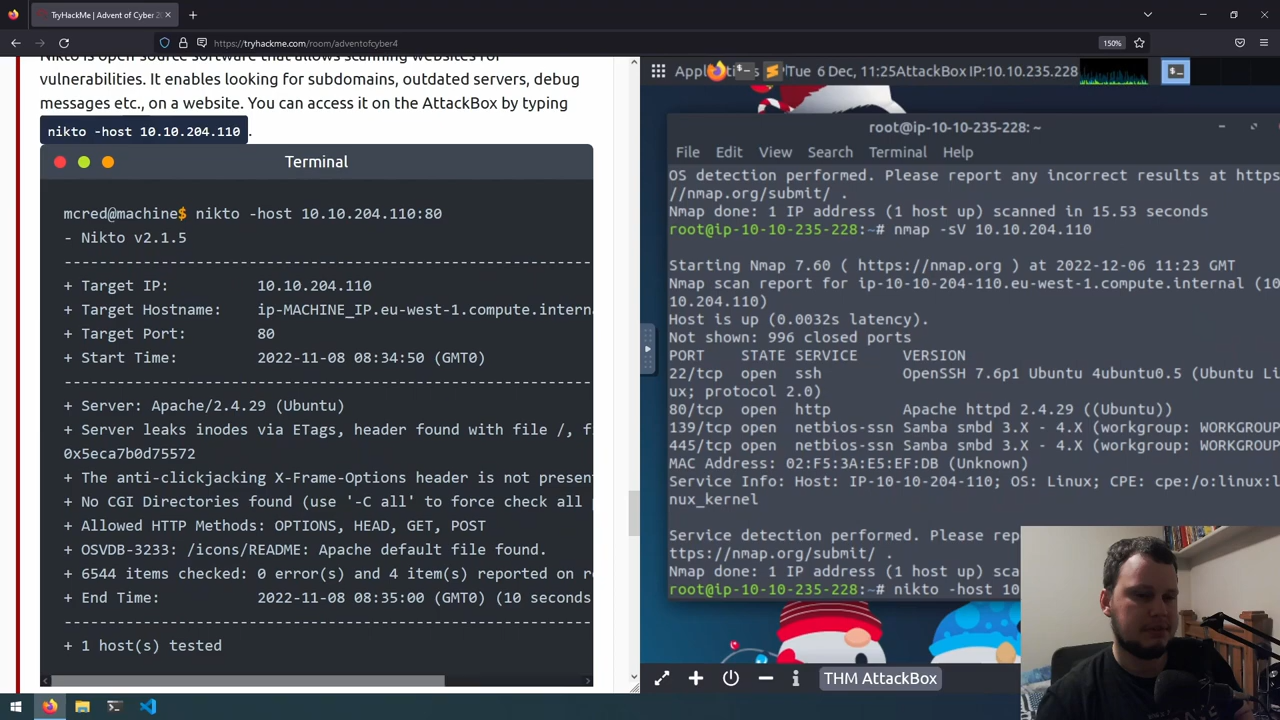 TryHackMe | Advent of Cyber 20
https://tryhackme.com/room/adventofcyber4
150%
Nikto is open source software that allows scanning websites for
vulnerabilities. It enables looking for subdomains, outdated servers, debug
messages etc., on a website. You can access it on the AttackBox by typing
nikto -host 10.10.204.110 .
Terminal
mcred@machine$ nikto -host 10.10.204.110:80
- Nikto v2.1.5
---------------------------------------------------------------------------
+ Target IP: 10.10.204.110
+ Target Hostname: ip-MACHINE_IP.eu-west-1.compute.interna
+ Target Port: 80
+ Start Time: 2022-11-08 08:34:50 (GMT0)
---------------------------------------------------------------------------
+ Server: Apache/2.4.29 (Ubuntu)
+ Server leaks inodes via ETags, header found with file /, f
0x5eca7b0d75572
+ The anti-clickjacking X-Frame-Options header is not present
+ No CGI Directories found (use '-C all' to force check all
+ Allowed HTTP Methods: OPTIONS, HEAD, GET, POST
+ OSVDB-3233: /icons/README: Apache default file found.
+ 6544 items checked: 0 error(s) and 4 item(s) reported on
+ End Time: 2022-11-08 08:35:00 (GMT0) (10 seconds
---------------------------------------------------------------------------
+ 1 host(s) tested
Tue 6 Dec, 11:25 AttackBox IP:10.10.235.228
root@ip-10-10-235-228: ~
File Edit View Search Terminal Help
OS detection performed. Please report any incorrect results at https
//nmap.org/submit/ .
Nmap done: 1 IP address (1 host up) scanned in 15.53 seconds
root@ip-10-10-235-228:~# nmap -sV 10.10.204.110
Starting Nmap 7.60 ( https://nmap.org ) at 2022-12-06 11:23 GMT
Nmap scan report for ip-10-10-204-110.eu-west-1.compute.internal (10
10.204.110)
Host is up (0.0032s latency).
Not shown: 996 closed ports
PORT STATE SERVICE VERSION
22/tcp open ssh OpenSSH 7.6p1 Ubuntu 4ubuntu0.5 (Ubuntu Li
ux; protocol 2.0)
80/tcp open http Apache httpd 2.4.29 ((Ubuntu))
139/tcp open netbios-ssn Samba smbd 3.X - 4.X (workgroup: WORKGROUP
445/tcp open netbios-ssn Samba smbd 3.X - 4.X (workgroup: WORKGROUP
MAC Address: 02:F5:3A:E5:EF:DB (Unknown)
Service Info: Host: IP-10-10-204-110; OS: Linux; CPE: cpe:/o:linux:l
nux_kernel
Service detection performed. Please rep
ttps://nmap.org/submit/ .
Nmap done: 1 IP address (1 host up) sca
root@ip-10-10-235-228:~# nikto -host 10
THM AttackBox